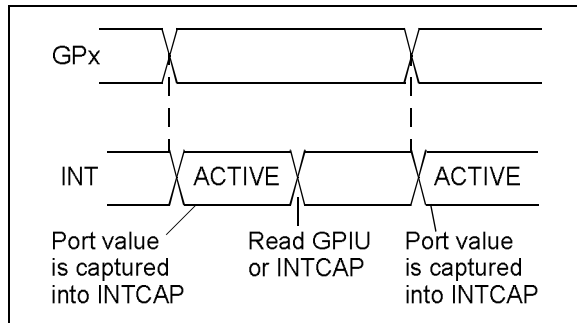 GPx
INT
ACTIVE
ACTIVE
Port value
is captured
into INTCAP
Read GPIU
or INTCAP
Port value
is captured
into INTCAP